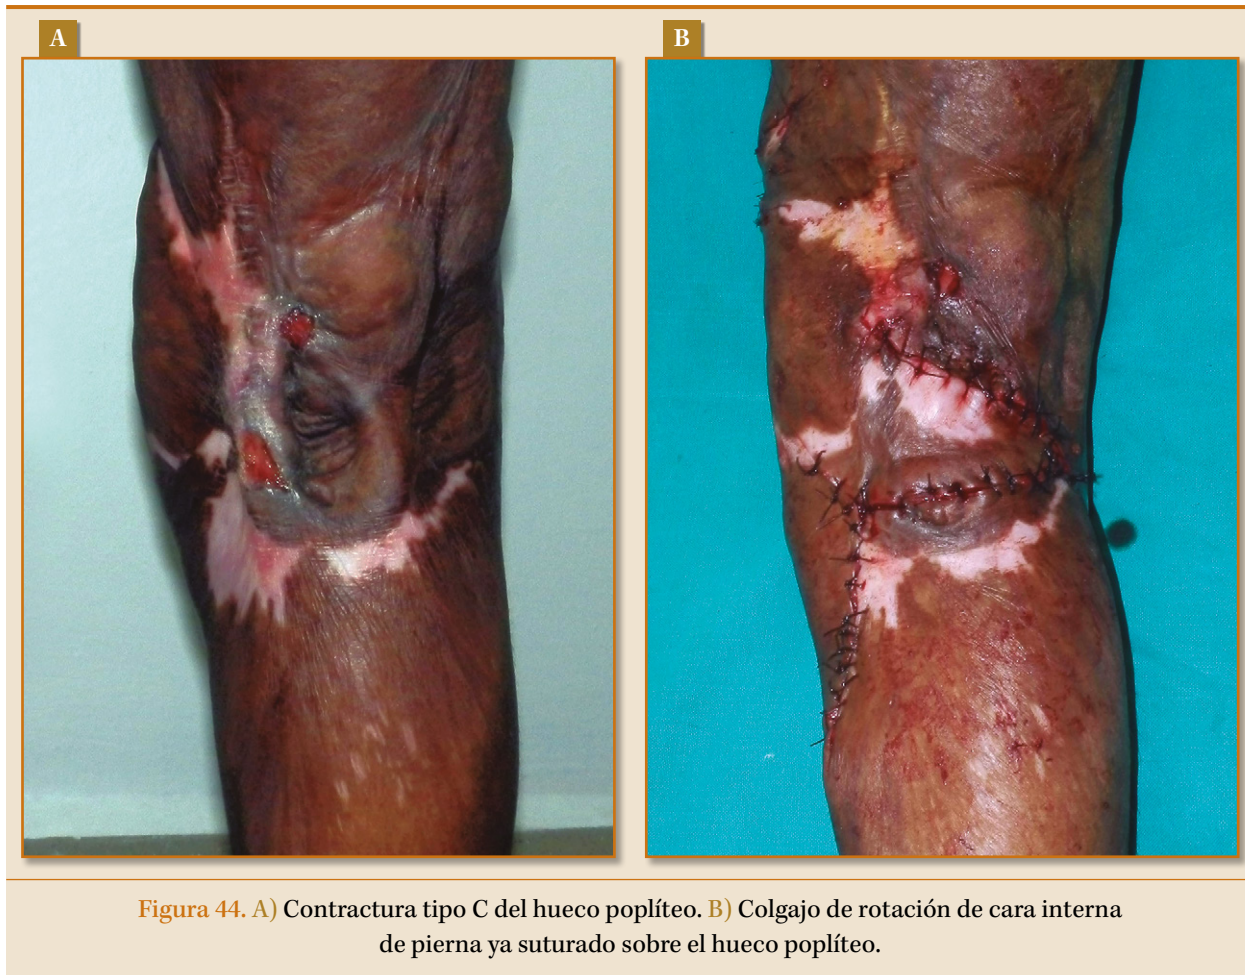 A
B
Figura 44. A) Contractura tipo C del hueco poplíteo. B) Colgajo de rotación de cara interna
de pierna ya suturado sobre el hueco poplíteo.